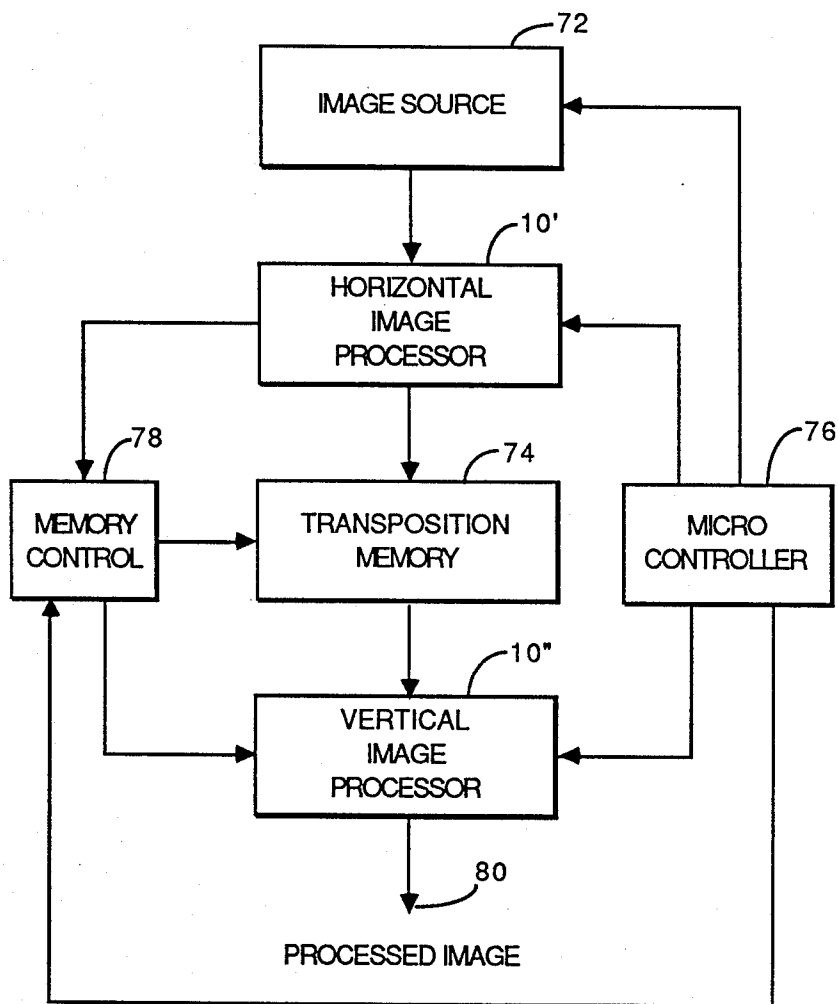 72
IMAGE SOURCE
10'
HORIZONTAL
IMAGE
PROCESSOR
78
74
76
MEMORY
CONTROL
TRANSPOSITION
MEMORY
MICRO
CONTROLLER
10"
VERTICAL
IMAGE
PROCESSOR
80
PROCESSED IMAGE